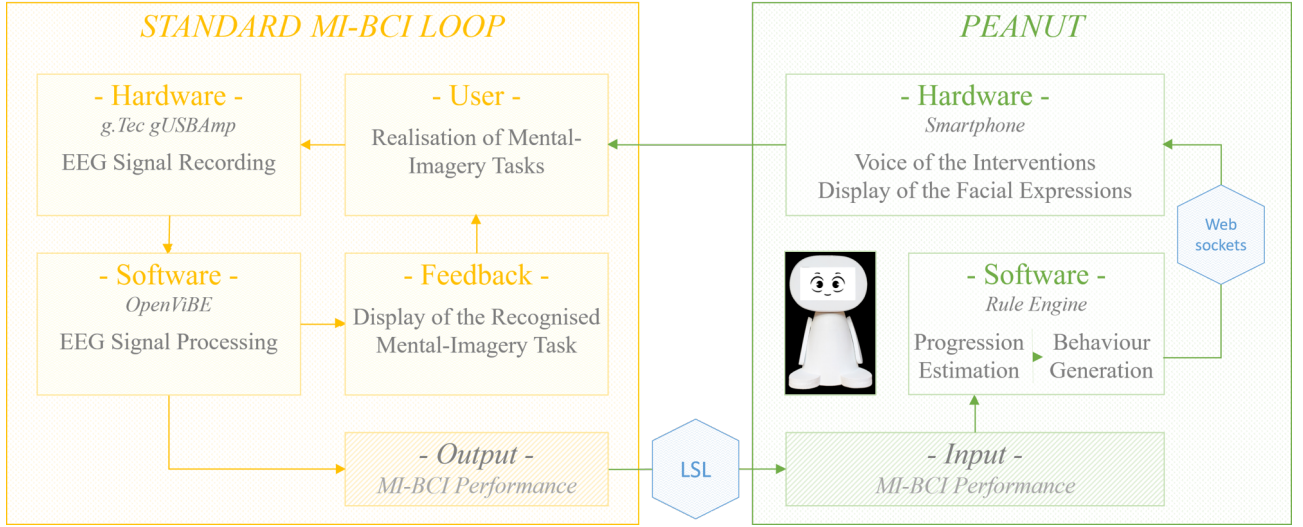 STANDARD MI-BCI LOOP
- Hardware -
g.Tec gUSBAmp
EEG Signal Recording
- User -
Realisation of Mental-
Imagery Tasks
- Software -
OpenViBE
EEG Signal Processing
- Feedback -
Display of the Recognised
Mental-Imagery Task
- Output -
MI-BCI Performance
LSL
PEANUT
- Hardware -
Smartphone
Voice of the Interventions
Display of the Facial Expressions
Web
sockets
- Software -
Rule Engine
Progression
Estimation
Behaviour
Generation
- Input -
MI-BCI Performance